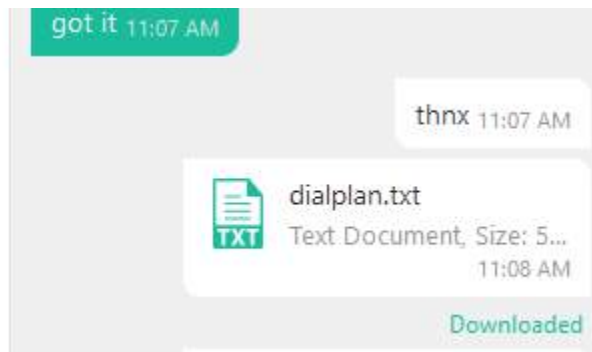 got it 11:07 AM
thnx 11:07 AM
dialplan.txt
TXT
Text Document, Size: 5...
11:08 AM
Downloaded